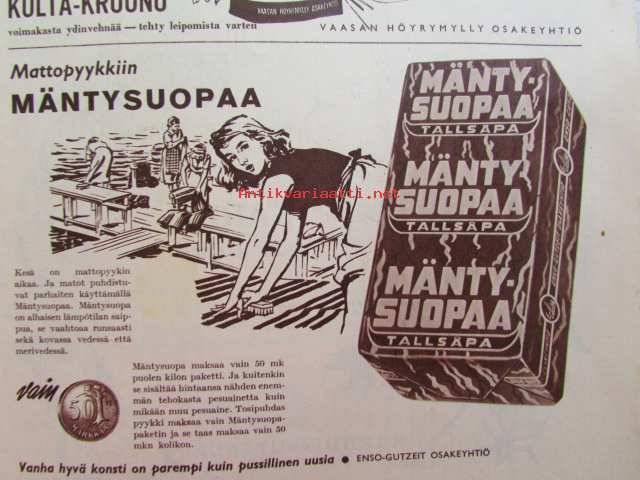 KULTA-KRUUNU
voimakasta ydinvehnää — tehty leipomista varten
VAASAN HÖYRYMYLLY OSAKEYHTIÖ
VAASAN HÖYRYMYLLY OSAKEYHTIÖ
Mattopyykkiin
MÄNTYSUOPAA
MÄNTY-
SUOPAA
TALLSÅPA
MÄNTY
SUOPAA
TALLSÅPA
MÄNTY-
SUOPAA
TALLSÅPA
Antikvariaatti.net
Kesä on mattopyykin
aikaa. Ja matot puhdistu-
vat parhaiten käyttämällä
Mäntysuopaa. Mäntysuopa
on alhaisen lämpötilan saip-
pua, se vaahtoaa runsaasti
sekä kovassa vedessä että
merivedessä.
vain
50
MARKKAA
Mäntysuopa maksaa vain 50 mk
puolen kilon paketti. Ja kuitenkin
se sisältää hintaansa nähden enem-
män tehokasta pesuainetta kuin
mikään muu pesuaine. Tosipuhdas
pyykki maksaa vain Mäntysuopa-
paketin ja se taas maksaa vain 50
mkn kolikon.
Vanha hyvä konsti on parempi kuin pussillinen uusia ● ENSO-GUTZEIT OSAKEYHTIÖ